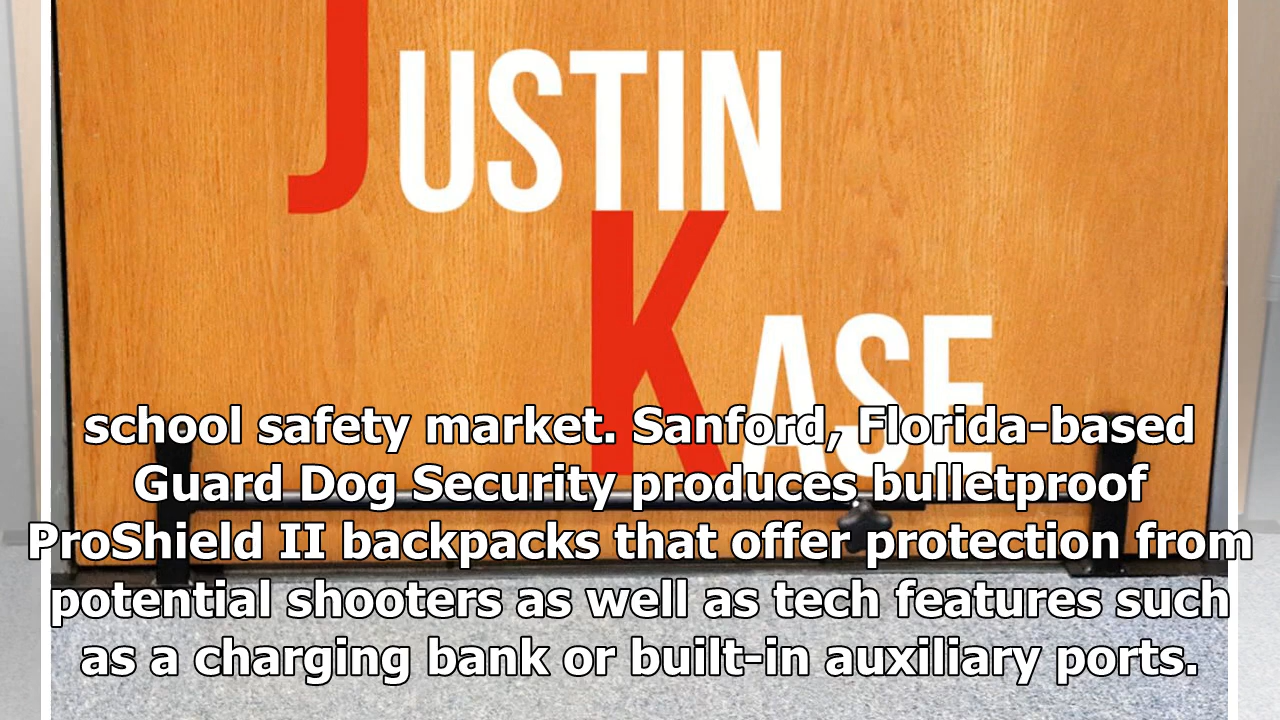 JUSTIN
KASE
school safety market. Sanford, Florida-based
Guard Dog Security produces bulletproof
ProShield II backpacks that offer protection from
potential shooters as well as tech features such
as a charging bank or built-in auxiliary ports.